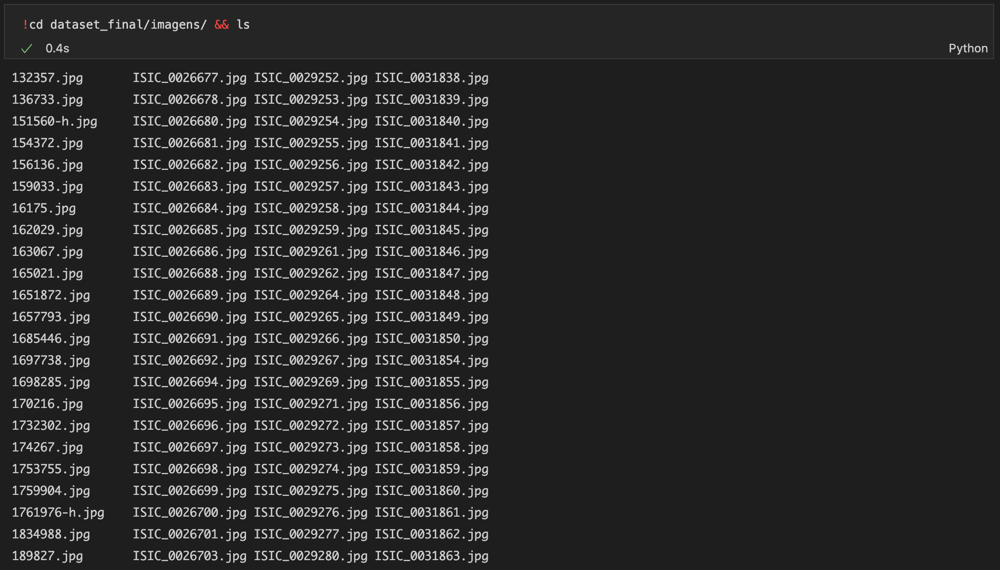 !cd dataset_final/imagens/ && ls
0.4s Python
132357.jpg ISIC_0026677.jpg ISIC_0029252.jpg ISIC_0031838.jpg
136733.jpg ISIC_0026678.jpg ISIC_0029253.jpg ISIC_0031839.jpg
151560-h.jpg ISIC_0026680.jpg ISIC_0029254.jpg ISIC_0031840.jpg
154372.jpg ISIC_0026681.jpg ISIC_0029255.jpg ISIC_0031841.jpg
156136.jpg ISIC_0026682.jpg ISIC_0029256.jpg ISIC_0031842.jpg
159033.jpg ISIC_0026683.jpg ISIC_0029257.jpg ISIC_0031843.jpg
16175.jpg ISIC_0026684.jpg ISIC_0029258.jpg ISIC_0031844.jpg
162029.jpg ISIC_0026685.jpg ISIC_0029259.jpg ISIC_0031845.jpg
163067.jpg ISIC_0026686.jpg ISIC_0029261.jpg ISIC_0031846.jpg
165021.jpg ISIC_0026688.jpg ISIC_0029262.jpg ISIC_0031847.jpg
1651872.jpg ISIC_0026689.jpg ISIC_0029264.jpg ISIC_0031848.jpg
1657793.jpg ISIC_0026690.jpg ISIC_0029265.jpg ISIC_0031849.jpg
1685446.jpg ISIC_0026691.jpg ISIC_0029266.jpg ISIC_0031850.jpg
1697738.jpg ISIC_0026692.jpg ISIC_0029267.jpg ISIC_0031854.jpg
1698285.jpg ISIC_0026694.jpg ISIC_0029269.jpg ISIC_0031855.jpg
170216.jpg ISIC_0026695.jpg ISIC_0029271.jpg ISIC_0031856.jpg
1732302.jpg ISIC_0026696.jpg ISIC_0029272.jpg ISIC_0031857.jpg
174267.jpg ISIC_0026697.jpg ISIC_0029273.jpg ISIC_0031858.jpg
1753755.jpg ISIC_0026698.jpg ISIC_0029274.jpg ISIC_0031859.jpg
1759904.jpg ISIC_0026699.jpg ISIC_0029275.jpg ISIC_0031860.jpg
1761976-h.jpg ISIC_0026700.jpg ISIC_0029276.jpg ISIC_0031861.jpg
1834988.jpg ISIC_0026701.jpg ISIC_0029277.jpg ISIC_0031862.jpg
189827.jpg ISIC_0026703.jpg ISIC_0029280.jpg ISIC_0031863.jpg